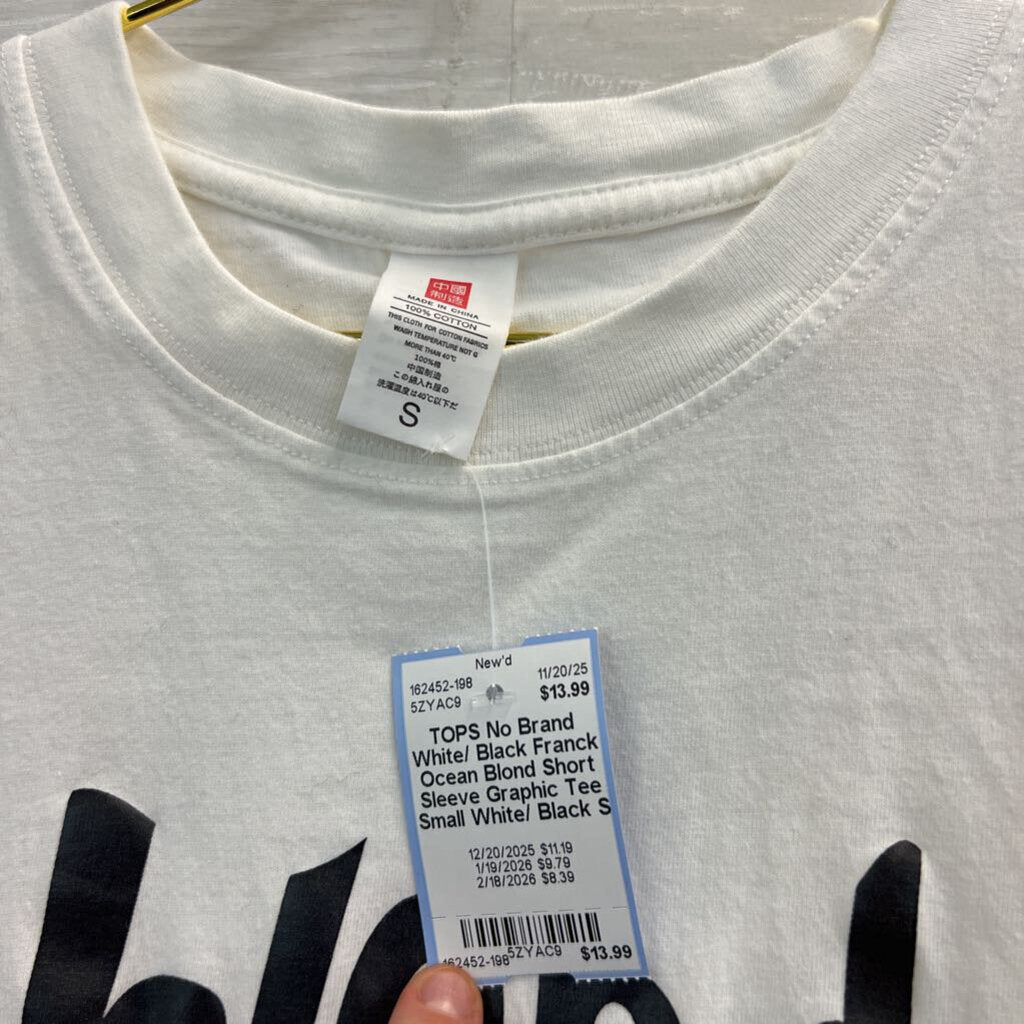 中國
制造
MADE IN CHINA
100% COTTON
THIS CLOTH FOR COTTON FABRICS
WASH TEMPERATURE NOT G
MORE THAN 40℃
100%棉
中国制造
この綿入れ服の
洗濯温度は40℃以下だ
S
New'd
162452-198 11/20/25
5ZYAC9 $13.99
TOPS No Brand
White/ Black Franck
Ocean Blond Short
Sleeve Graphic Tee
Small White/ Black S
12/20/2025 $11.19
1/19/2026 $9.79
2/18/2026 $8.39
162452-198 5ZYAC9 $13.99